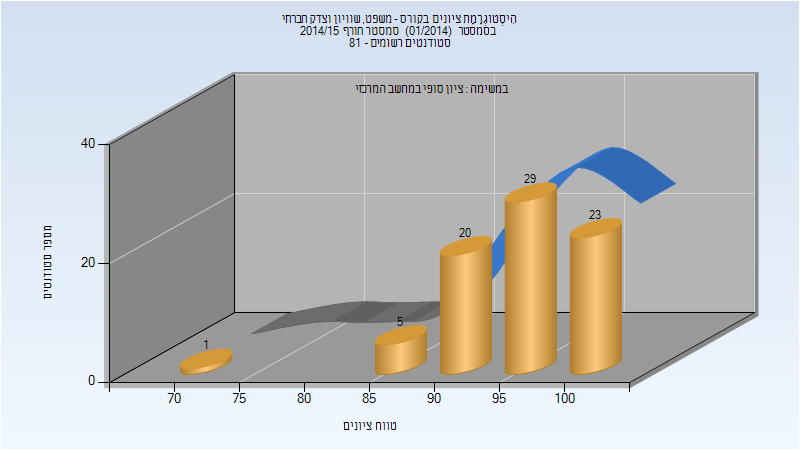 היסטוגרמת ציונים בקורס - משפט, שוויון וצדק חברתי
בסמסטר (01/2014) סמסטר חורף 2014/15
סטודנטים רשומים - 81
במשימה : ציון סופי במחשב המרכזי
מספר סטודנטים
40
20
0
1
5
20
29
23
70
75
80
85
90
95
100
טווח ציונים